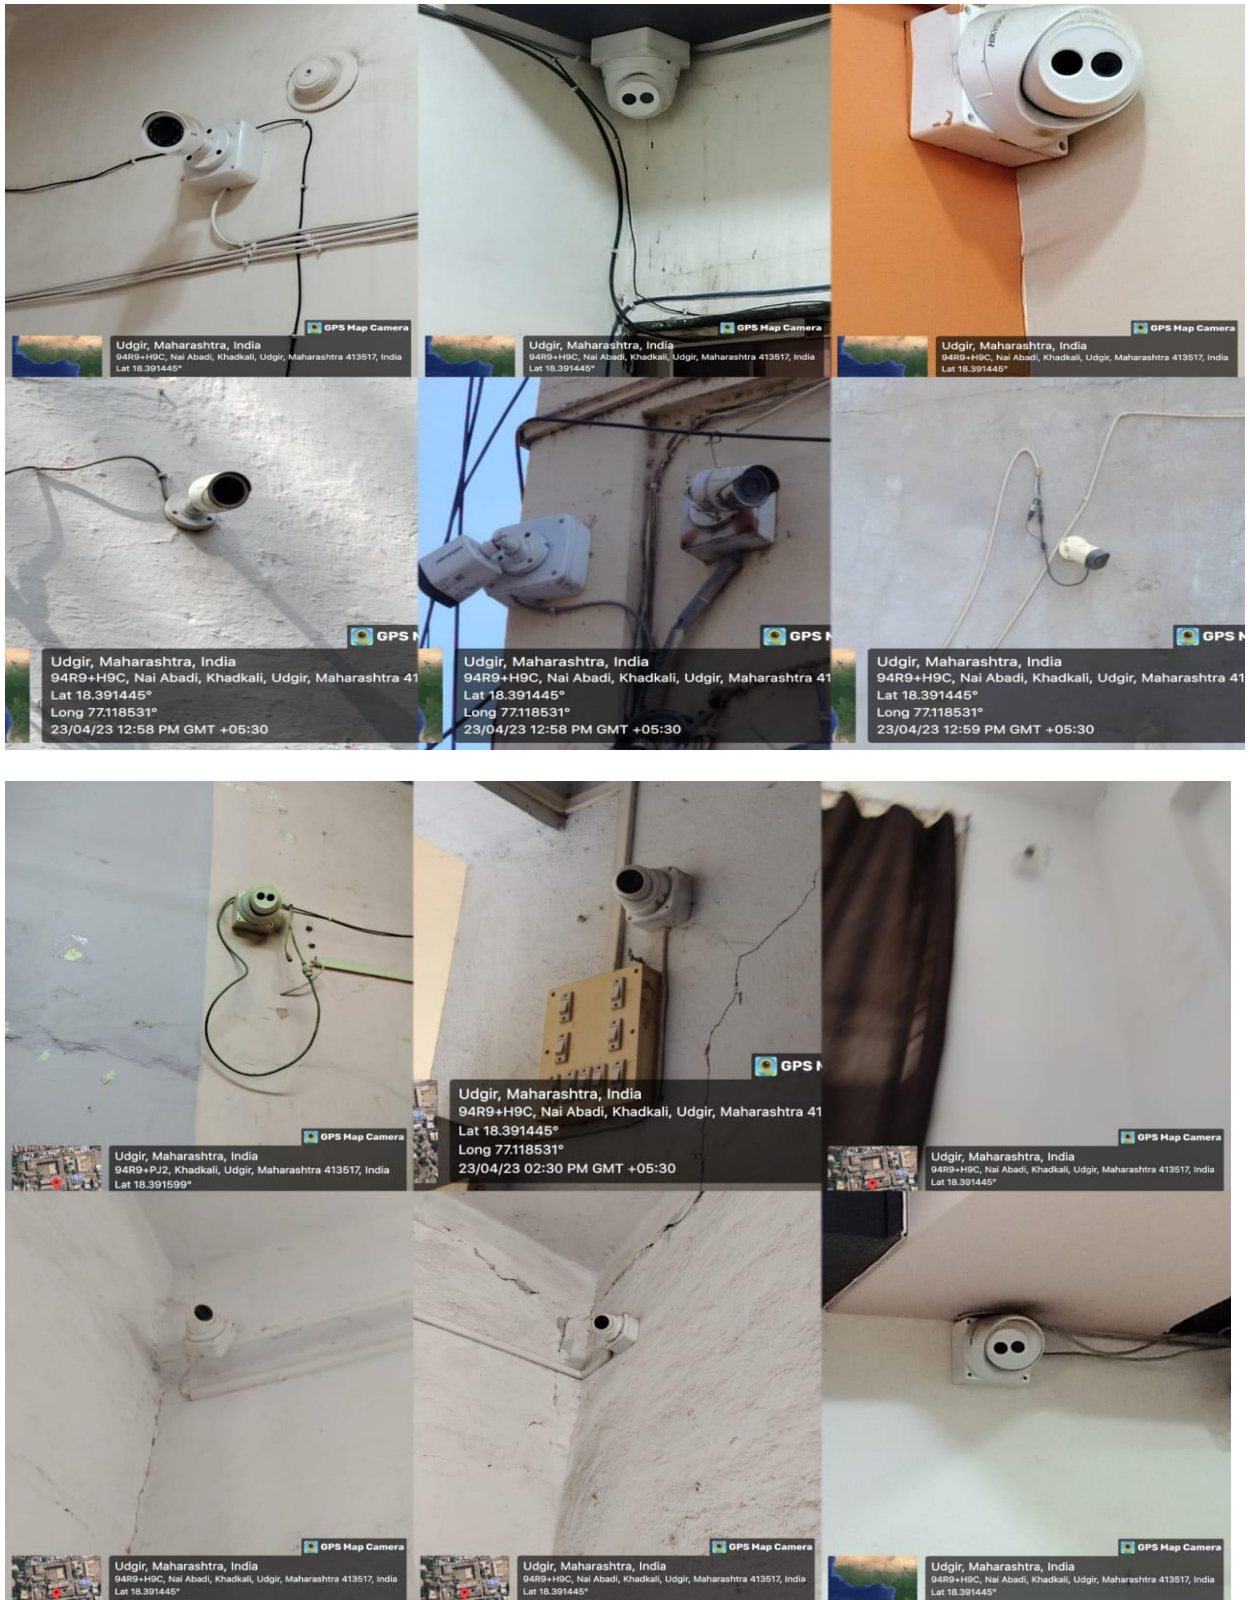 HIKVISION
GPS Map Camera
Udgir, Maharashtra, India
94R9+H9C, Nai Abadi, Khadkali, Udgir, Maharashtra 413517, India
Lat 18.391445°
GPS Map Camera
Udgir, Maharashtra, India
94R9+H9C, Nai Abadi, Khadkali, Udgir, Maharashtra 413517, India
Lat 18.391445°
GPS Map Camera
Udgir, Maharashtra, India
94R9+H9C, Nai Abadi, Khadkali, Udgir, Maharashtra 413517, India
Lat 18.391445°
GPS M
Udgir, Maharashtra, India
94R9+H9C, Nai Abadi, Khadkali, Udgir, Maharashtra 41
Lat 18.391445°
Long 77.118531°
23/04/23 12:58 PM GMT +05:30
HIKVISION
GPS M
Udgir, Maharashtra, India
94R9+H9C, Nai Abadi, Khadkali, Udgir, Maharashtra 41
Lat 18.391445°
Long 77.118531°
23/04/23 12:58 PM GMT +05:30
GPS M
Udgir, Maharashtra, India
94R9+H9C, Nai Abadi, Khadkali, Udgir, Maharashtra 41
Lat 18.391445°
Long 77.118531°
23/04/23 12:59 PM GMT +05:30
GPS Map Camera
Udgir, Maharashtra, India
94R9+PJ2, Khadkali, Udgir, Maharashtra 413517, India
Lat 18.391599°
GPS M
Udgir, Maharashtra, India
94R9+H9C, Nai Abadi, Khadkali, Udgir, Maharashtra 41
Lat 18.391445°
Long 77.118531°
23/04/23 02:30 PM GMT +05:30
GPS Map Camera
Udgir, Maharashtra, India
94R9+H9C, Nai Abadi, Khadkali, Udgir, Maharashtra 413517, India
Lat 18.391445°
GPS Map Camera
Udgir, Maharashtra, India
94R9+H9C, Nai Abadi, Khadkali, Udgir, Maharashtra 413517, India
Lat 18.391445°
GPS Map Camera
Udgir, Maharashtra, India
94R9+H9C, Nai Abadi, Khadkali, Udgir, Maharashtra 413517, India
Lat 18.391445°
GPS Map Camera
Udgir, Maharashtra, India
94R9+H9C, Nai Abadi, Khadkali, Udgir, Maharashtra 413517, India
Lat 18.391445°